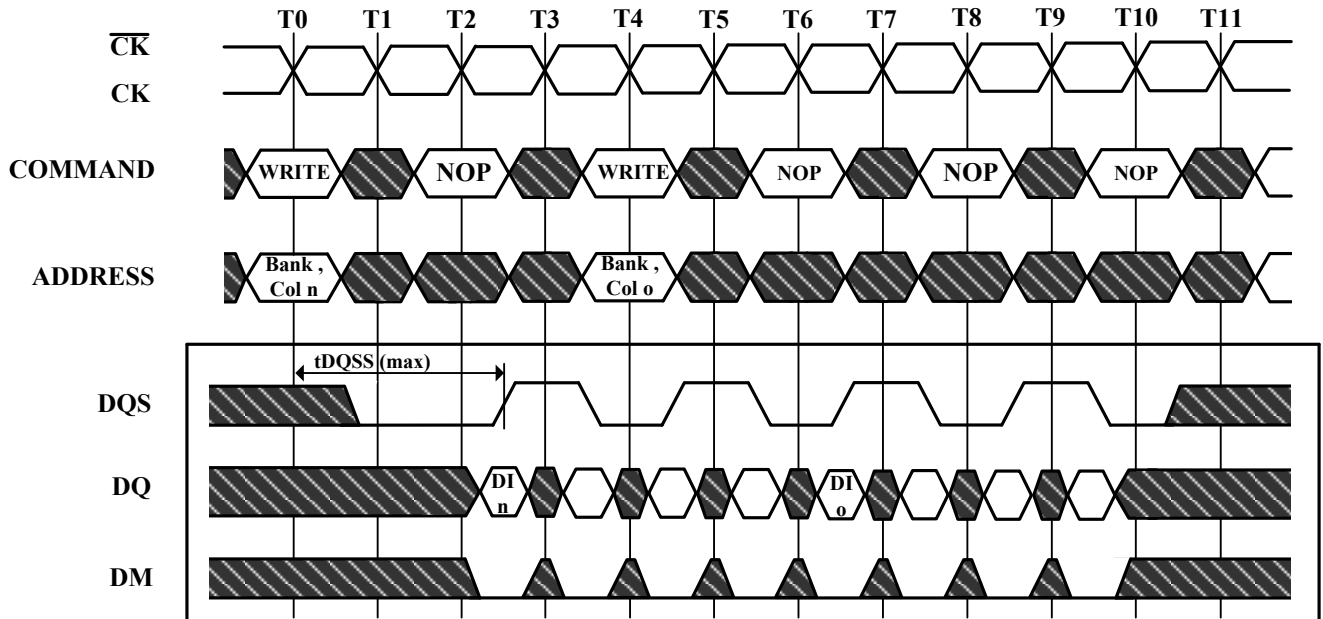 T0 T1 T2 T3 T4 T5 T6 T7 T8 T9 T10 T11
CK
CK
COMMAND WRITE NOP WRITE NOP NOP NOP
ADDRESS Bank , Bank ,
Col n Col o
tDQSS (max)
DQS
DQ DI DI
n o
DM